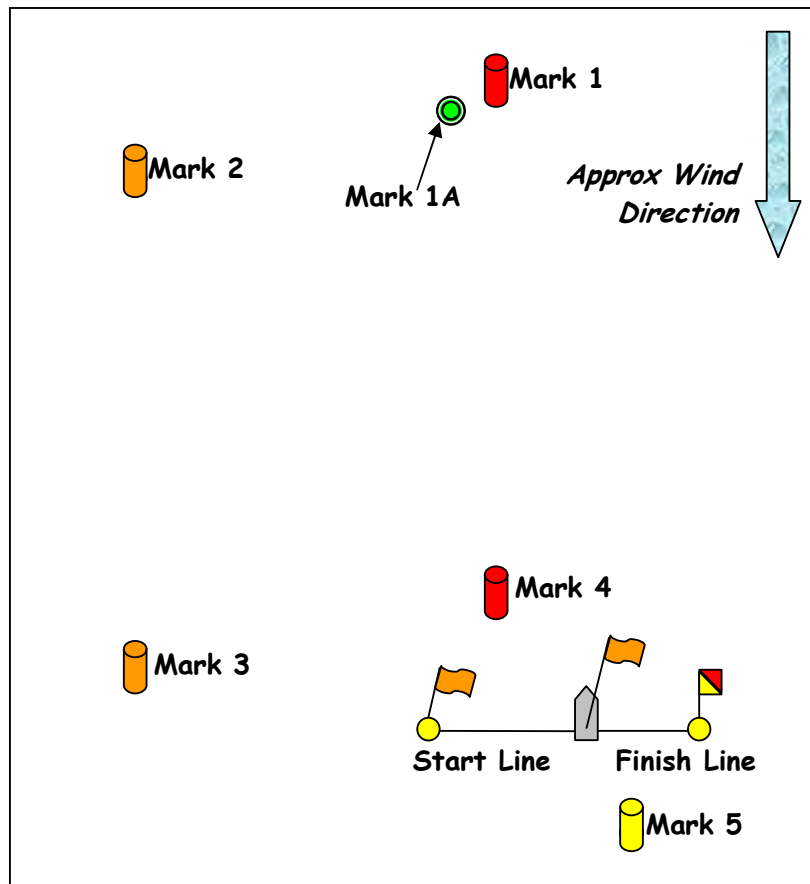 Mark 1
Mark 2
Mark 1A
Approx Wind
Direction
Mark 4
Mark 3
Start Line
Finish Line
Mark 5